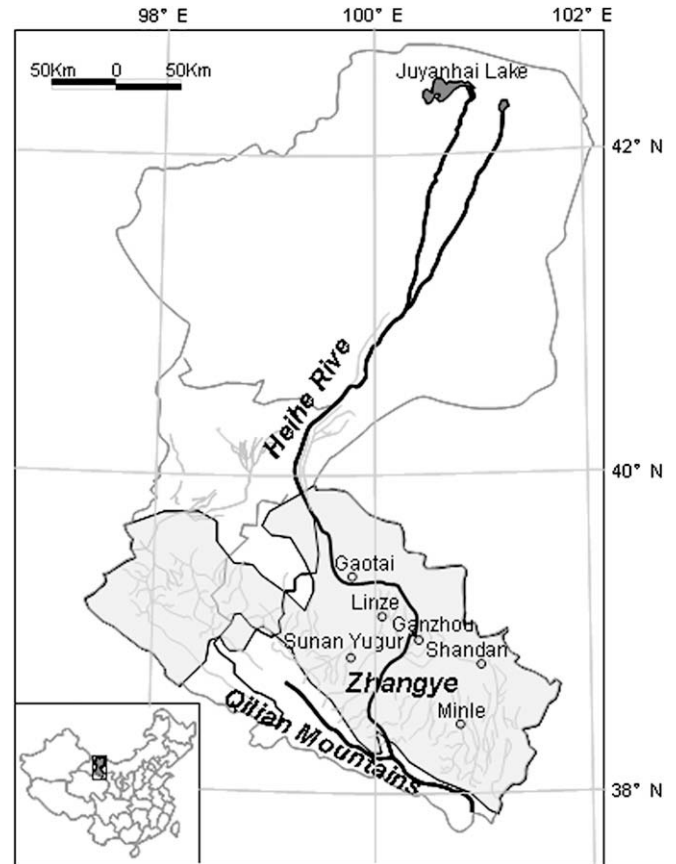 98° E 100° E 102° E
50Km 0 50Km
Juyanhai Lake
42° N
Heihe Rive
40° N
Gaotai
Linze
Ganzhou
Sunan Yugur
Shandan
Zhangye
Minle
Qilian Mountains
38° N